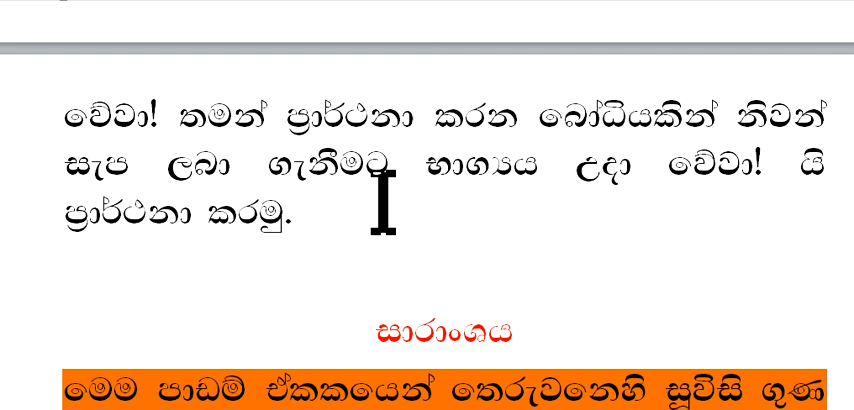 වේවා! තමන් ප්‍රාර්ථනා කරන බෝධියකින් නිවන්
සැප ලබා ගැනීමට භාග්‍යය උදා වේවා! යි
ප්‍රාර්ථනා කරමු.
සාරාංශය
මෙම පාඩම් ඒකකයෙන් තෙරුවනෙහි සූවිසි ගුණ